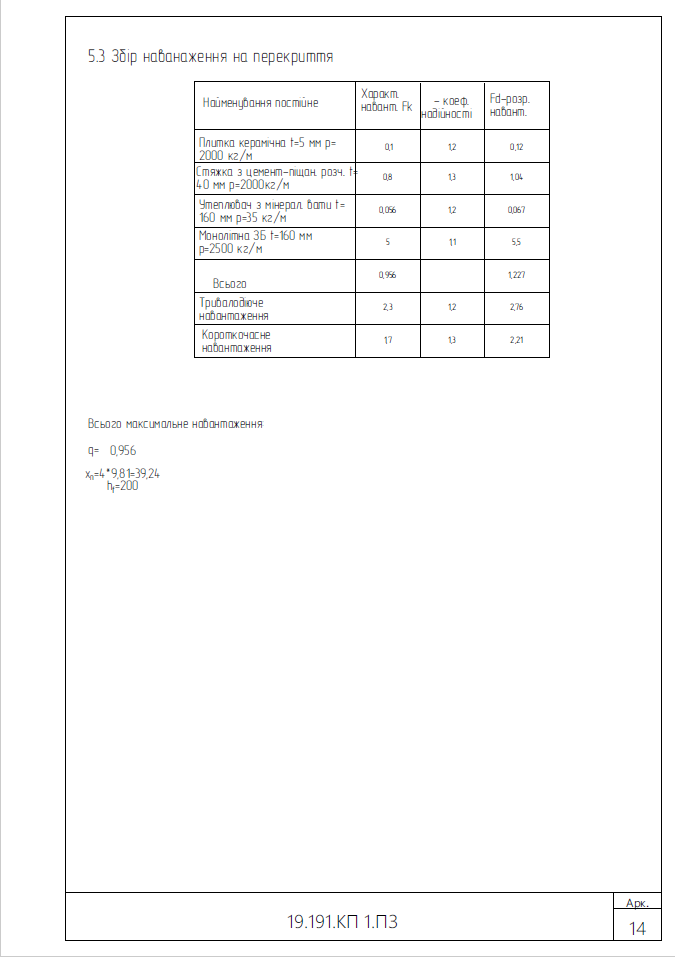 5.3 Збір наванаження на перекриття
Найменування постійне
Характ.
навант. Fk
- коеф.
надійності
Fd-розр.
навант.
Плитка керамічна t=5 мм p=
2000 кг/м
0,1
1,2
0,12
Стяжка з цемент-піщан. розч. t=
40 мм p=2000кг/м
0,8
1,3
1,04
Утеплювач з мінерал. вати t=
160 мм p=35 кг/м
0,056
1,2
0,067
Монолітна ЗБ t=160 мм
p=2500 кг/м
5
1,1
5,5
Всього
0,956
1,227
Тривалодіюче
навантаження
2,3
1,2
2,76
Короткочасне
навантаження
1,7
1,3
2,21
Всього максимальне навантаження
q= 0,956
xn=4*9,81=39,24
hf=200
19.191.КП 1.ПЗ
Арк.
14